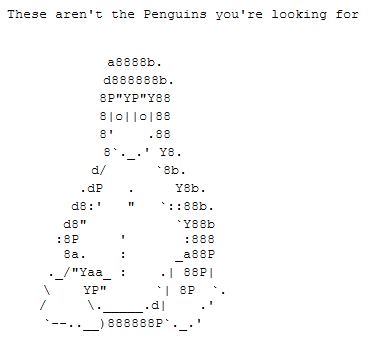 These aren't the Penguins you're looking for
a8888b.
d888888b.
8P"YP"Y88
8|o||o|88
8'    .88
8`._.' Y8.
d/      `8b.
.dP   .     Y8b.
d8:'   "   `::88b.
d8"           `Y88b
:8P     '       :888
8a.    :      _a88P
._/"Yaa_ :    .| 88P|
\    YP"      `| 8P  `.
/     \._____.d|    .'
`--..__)888888P`._.'